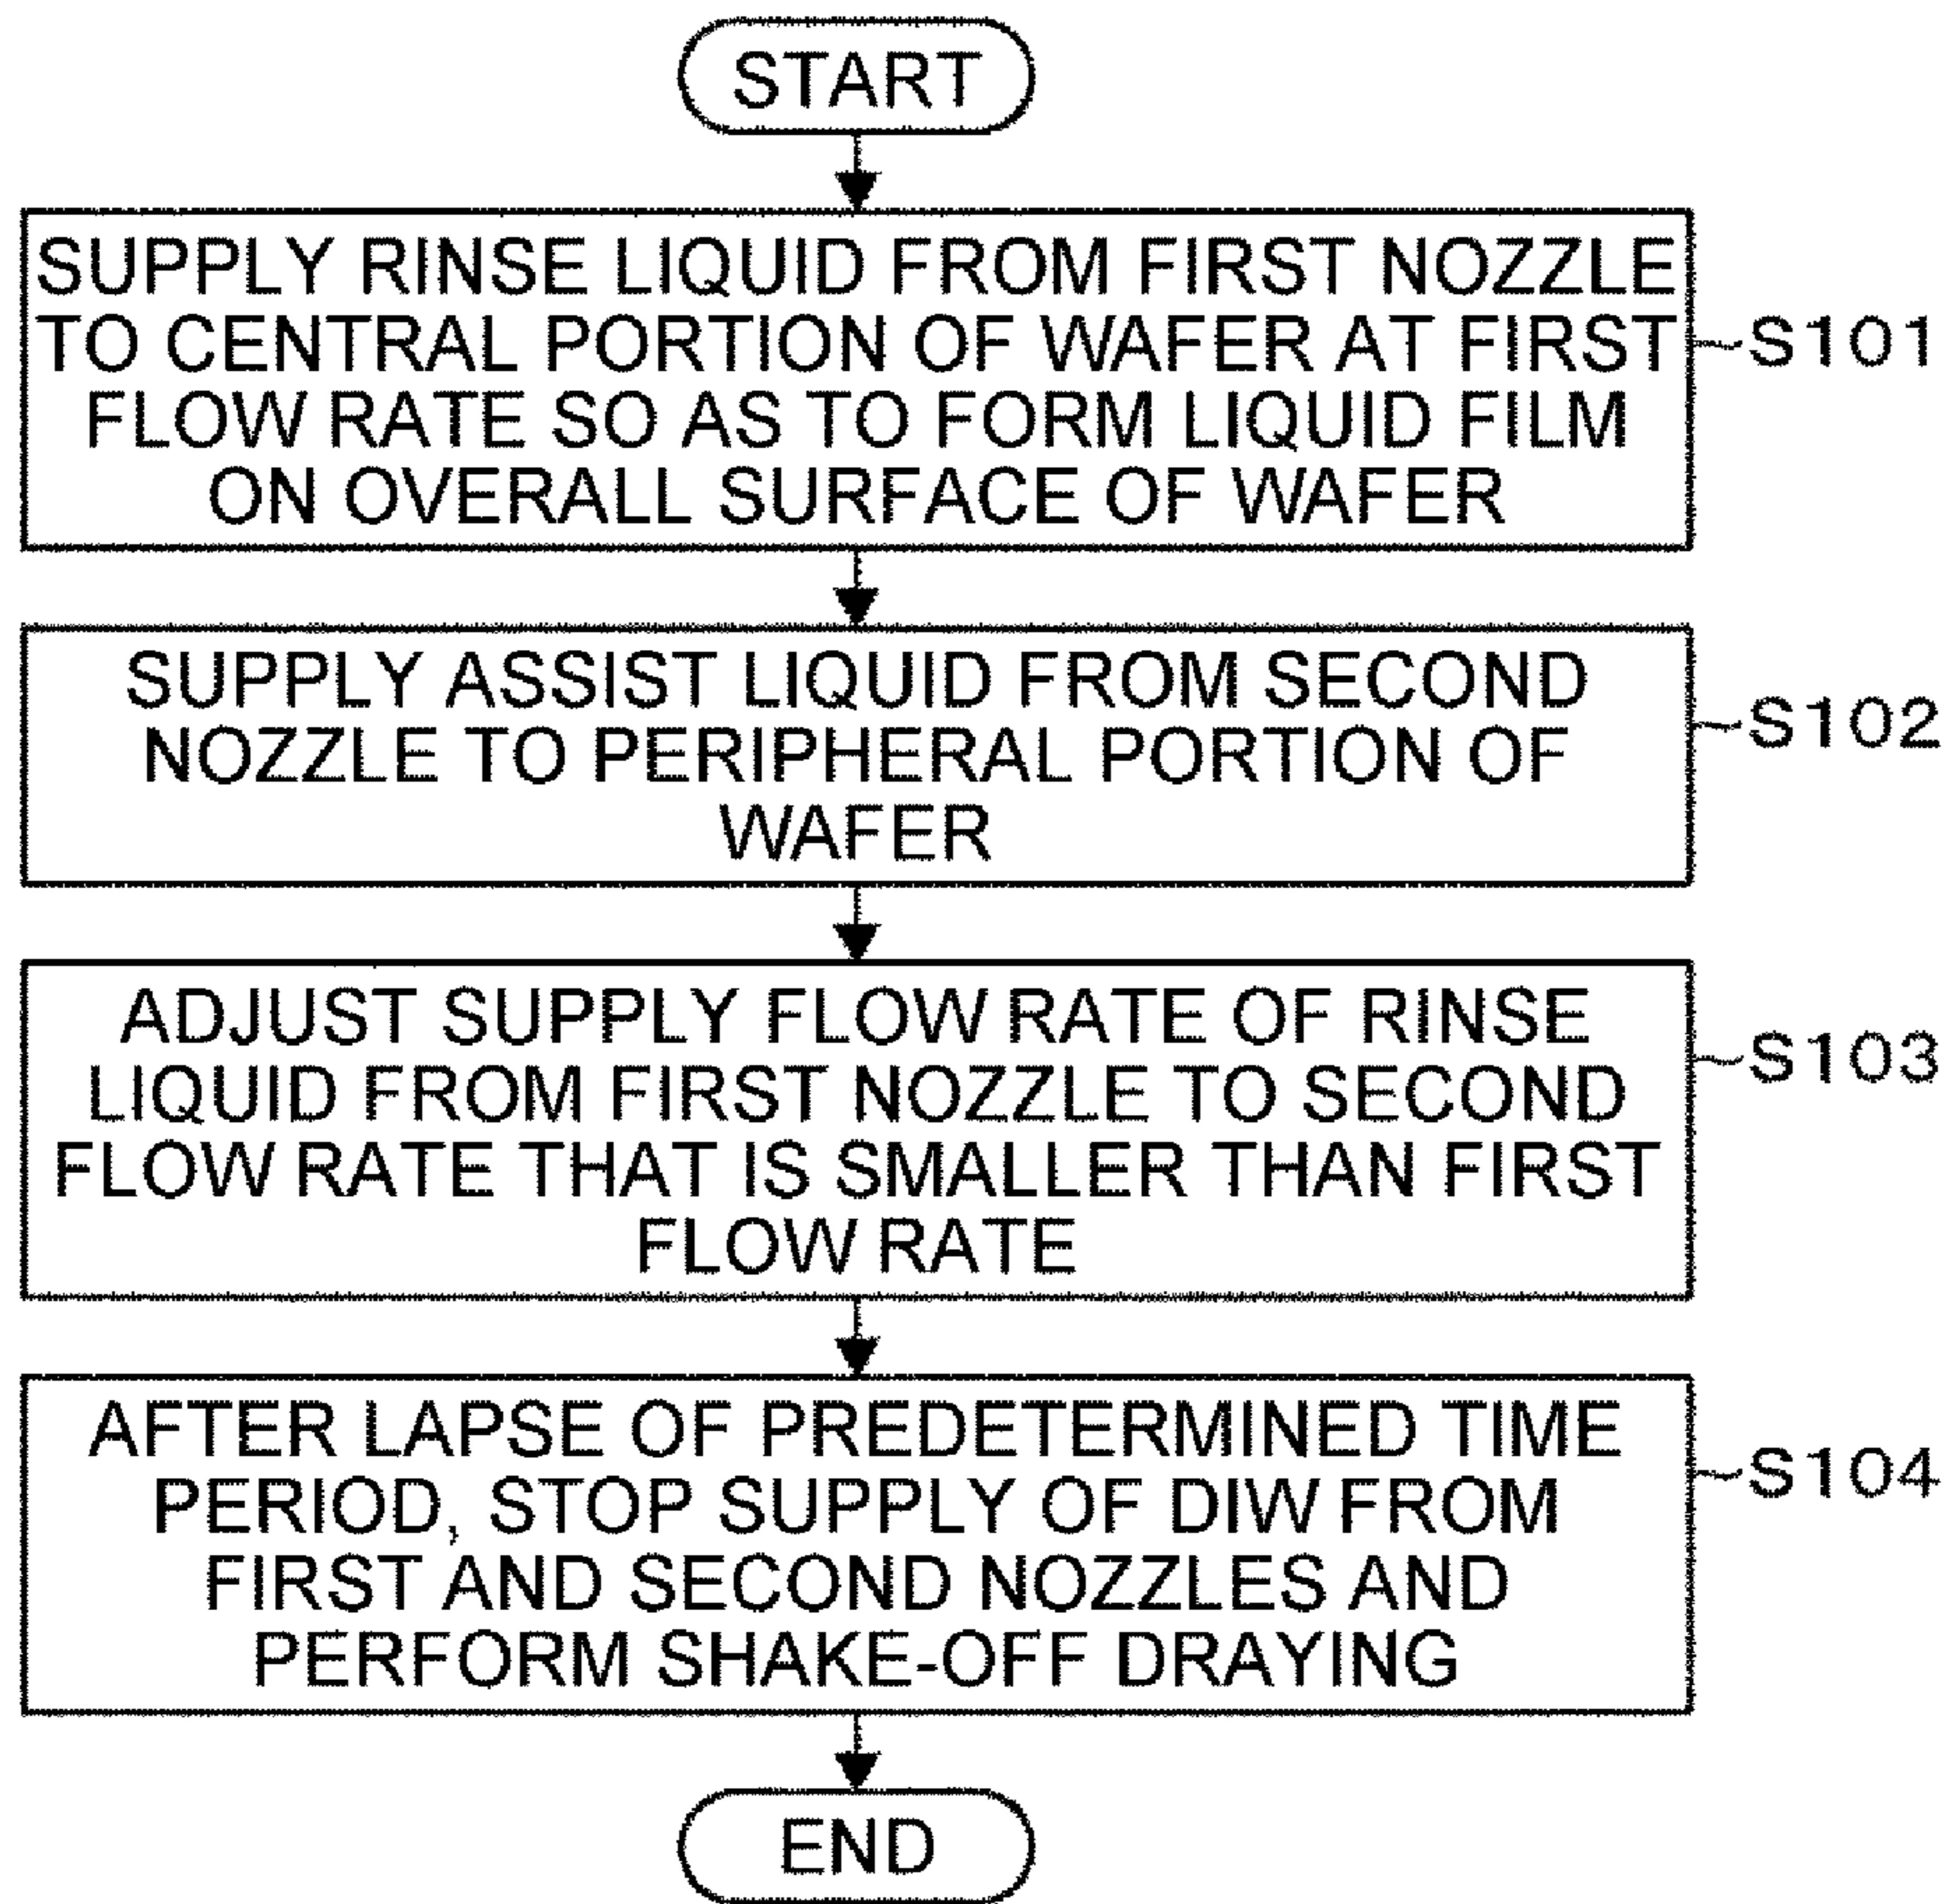 START
SUPPLY RINSE LIQUID FROM FIRST NOZZLE
TO CENTRAL PORTION OF WAFER AT FIRST
FLOW RATE SO AS TO FORM LIQUID FILM
ON OVERALL SURFACE OF WAFER
S101
SUPPLY ASSIST LIQUID FROM SECOND
NOZZLE TO PERIPHERAL PORTION OF
WAFER
S102
ADJUST SUPPLY FLOW RATE OF RINSE
LIQUID FROM FIRST NOZZLE TO SECOND
FLOW RATE THAT IS SMALLER THAN FIRST
FLOW RATE
S103
AFTER LAPSE OF PREDETERMINED TIME
PERIOD, STOP SUPPLY OF DIW FROM
FIRST AND SECOND NOZZLES AND
PERFORM SHAKE-OFF DRAYING
S104
END